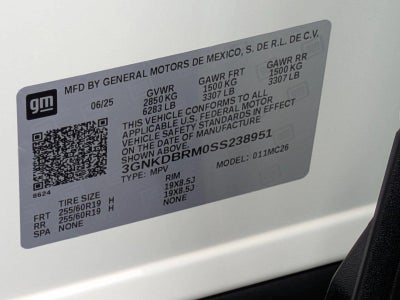 MFD BY GENERAL MOTORS DE MEXICO, S. DE R.L. DE C.V.
gm
06/25 GVWR GAWR FRT GAWR RR
2850 KG 1500 KG 1500 KG
6283 LB 3307 LB 3307 LB
THIS VEHICLE CONFORMS TO ALL
APPLICABLE U.S. FEDERAL MOTOR
VEHICLE SAFETY STANDARDS IN EFFECT
ON THE DATE OF MANUFACTURE
3GNKDBRM0SS238951
TYPE: MPV MODEL: 011MC26
8624
TIRE SIZE RIM
FRT 255/60R19 H 19X8.5J
RR 255/60R19 H 19X8.5J
SPA NONE NONE